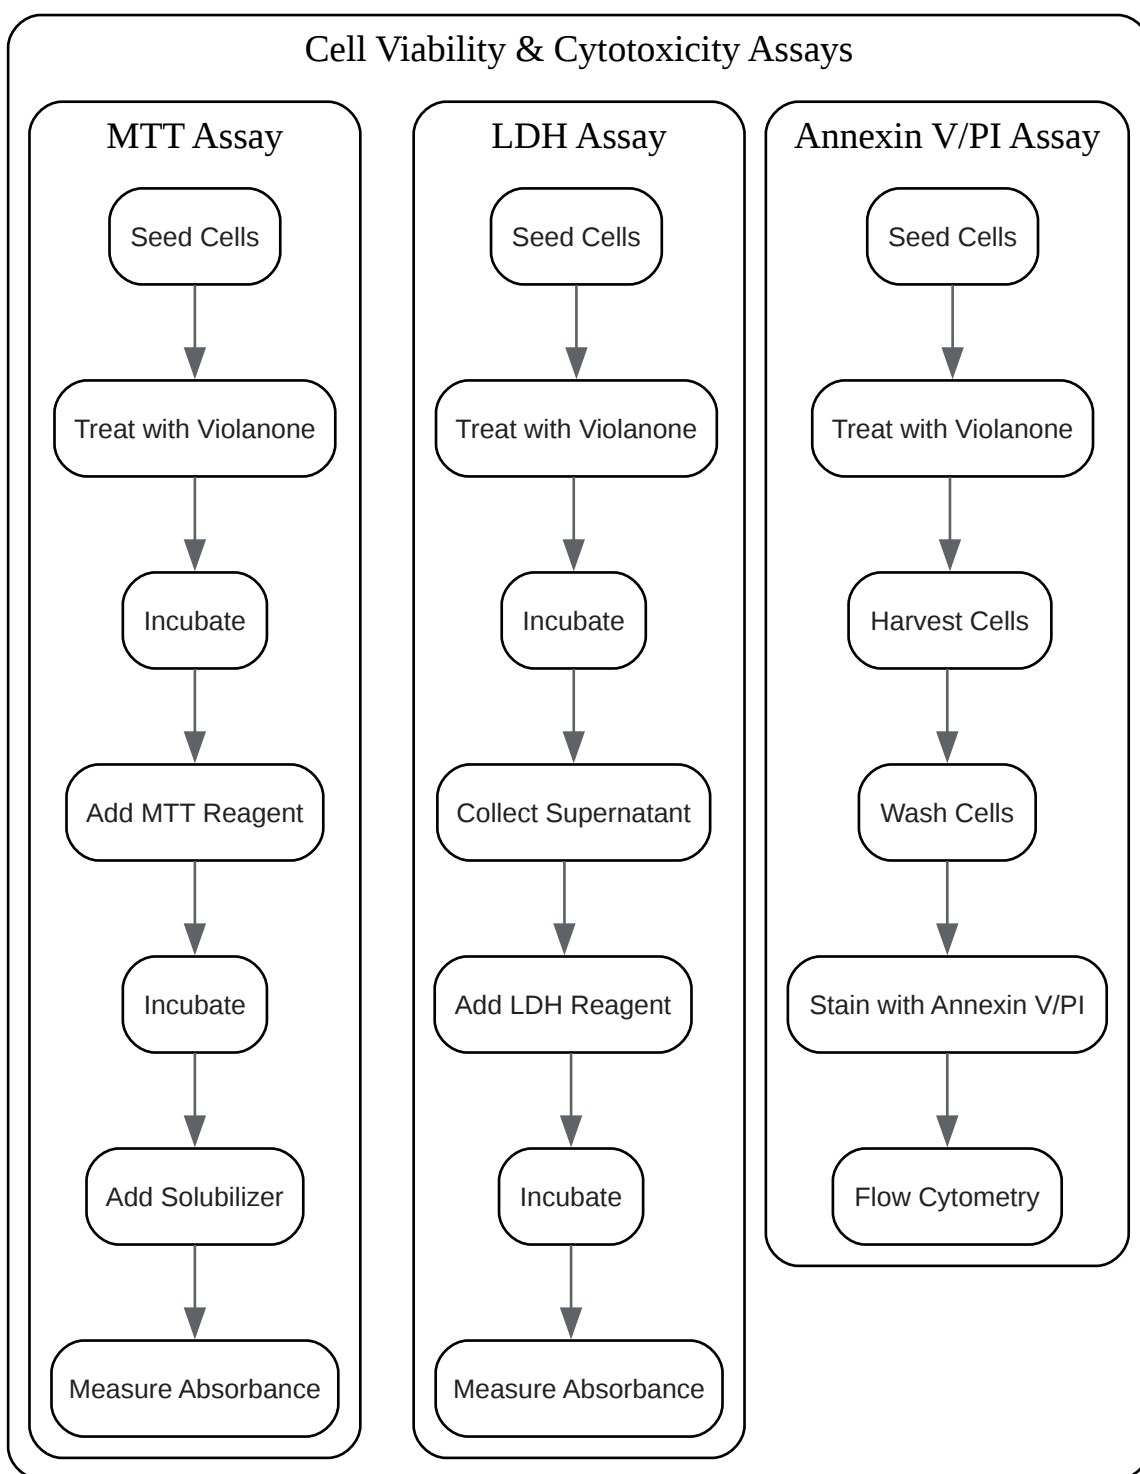 Cell Viability & Cytotoxicity Assays
MTT Assay
Seed Cells
Treat with Violanone
Incubate
Add MTT Reagent
Incubate
Add Solubilizer
Measure Absorbance
LDH Assay
Seed Cells
Treat with Violanone
Incubate
Collect Supernatant
Add LDH Reagent
Incubate
Measure Absorbance
Annexin V/PI Assay
Seed Cells
Treat with Violanone
Harvest Cells
Wash Cells
Stain with Annexin V/PI
Flow Cytometry